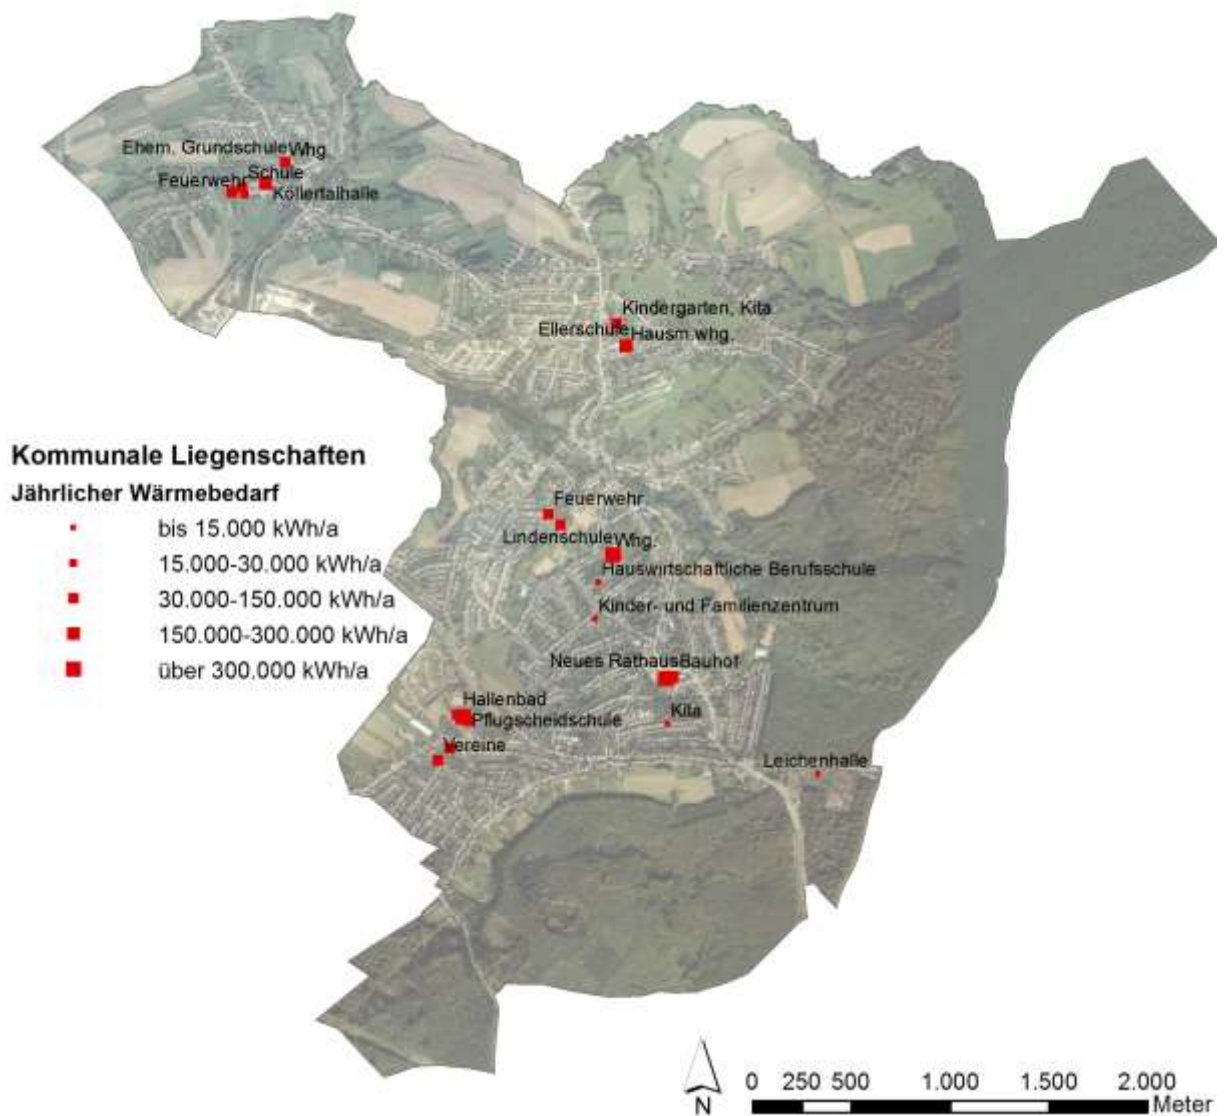 Ehem. Grundschule Whg.
Schule
Feuerwehr
Köllertalhalle
Kindergarten, Kita
Ellerschule
Hausm.whg.
Kommunale Liegenschaften
Jährlicher Wärmebedarf
bis 15.000 kWh/a
15.000-30.000 kWh/a
30.000-150.000 kWh/a
150.000-300.000 kWh/a
über 300.000 kWh/a
Feuerwehr
Lindenschule Whg.
Hauswirtschaftliche Berufsschule
Kinder- und Familienzentrum
Neues Rathaus Bauhof
Hallenbad
Kita
Pflugscheidschule
Vereine
Leichenhalle
N
0 250 500 1.000 1.500 2.000
Meter